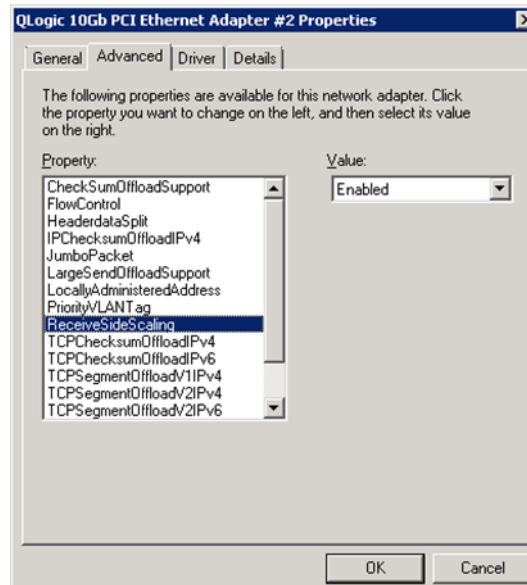 QLogic 10Gb PCI Ethernet Adapter #2 Properties
General
Advanced
Driver
Details
The following properties are available for this network adapter. Click
the property you want to change on the left, and then select its value
on the right.
Property:
Value:
CheckSumOffloadSupport
FlowControl
HeaderdataSplit
IPChecksumOffloadIPv4
JumboPacket
LargeSendOffloadSupport
LocallyAdministeredAddress
PriorityVLANTag
ReceiveSideScaling
TCPChecksumOffloadIPv4
TCPChecksumOffloadIPv6
TCPSegmentOffloadV1IPv4
TCPSegmentOffloadV2IPv4
TCPSegmentOffloadV2IPv6
Enabled
OK
Cancel